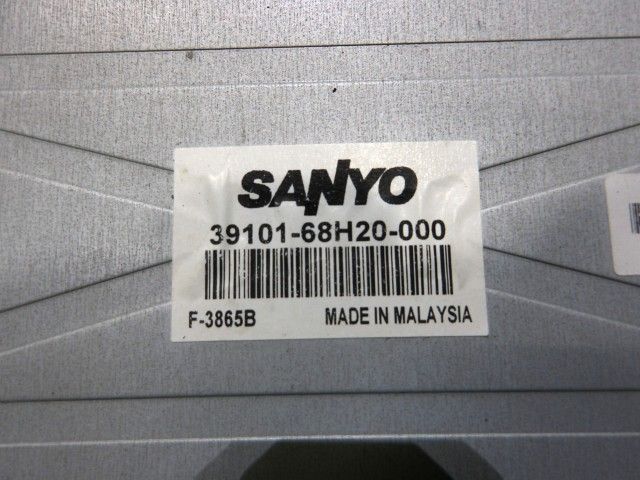 SANYO
39101-68H20-000
F-3865B MADE IN MALAYSIA